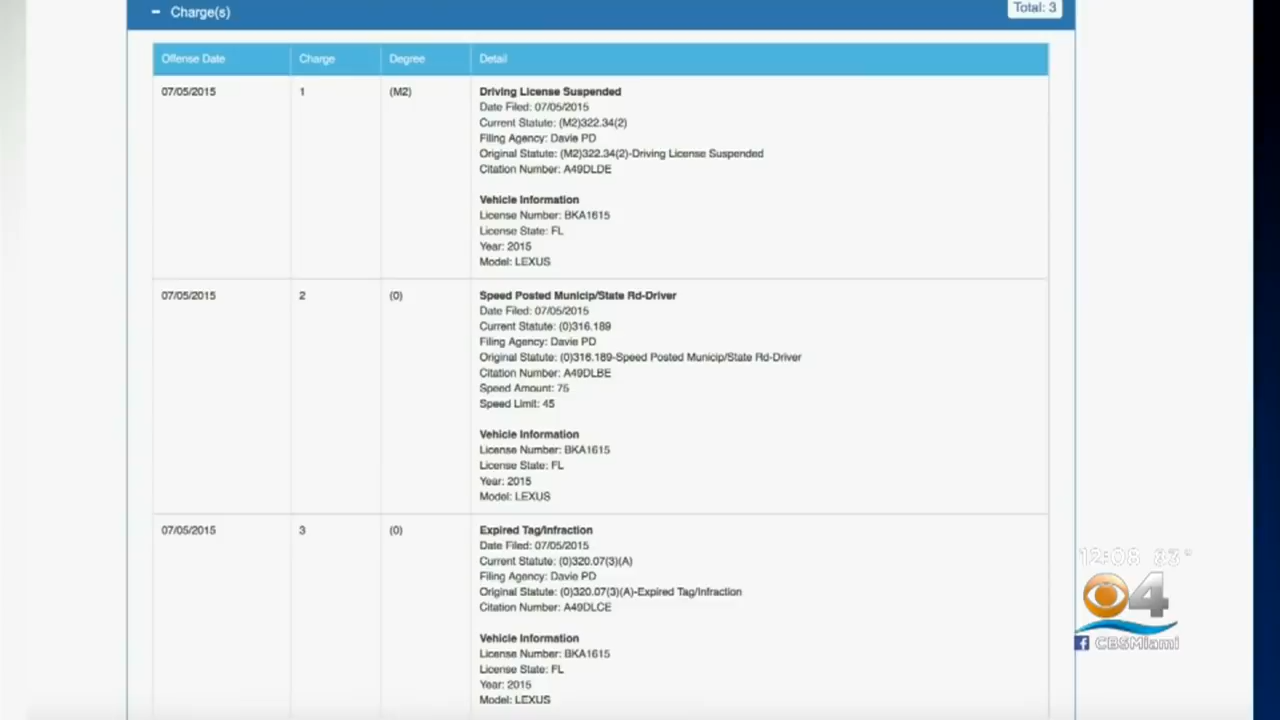 − Charge(s)
Total: 3
Offense Date Charge Degree Detail
07/05/2015 1 (M2) Driving License Suspended
Date Filed: 07/05/2015
Current Statute: (M2)322.34(2)
Filing Agency: Davie PD
Original Statute: (M2)322.34(2)-Driving License Suspended
Citation Number: A49DLDE
Vehicle Information
License Number: BKA1615
License State: FL
Year: 2015
Model: LEXUS
07/05/2015 2 (0) Speed Posted Municip/State Rd-Driver
Date Filed: 07/05/2015
Current Statute: (0)316.189
Filing Agency: Davie PD
Original Statute: (0)316.189-Speed Posted Municip/State Rd-Driver
Citation Number: A49DLBE
Speed Amount: 75
Speed Limit: 45
Vehicle Information
License Number: BKA1615
License State: FL
Year: 2015
Model: LEXUS
07/05/2015 3 (0) Expired Tag/Infraction
Date Filed: 07/05/2015
Current Statute: (0)320.07(3)(A)
Filing Agency: Davie PD
Original Statute: (0)320.07(3)(A)-Expired Tag/Infraction
Citation Number: A49DLCE
Vehicle Information
License Number: BKA1615
License State: FL
Year: 2015
Model: LEXUS
12:08 83°
4
f CBSMiami